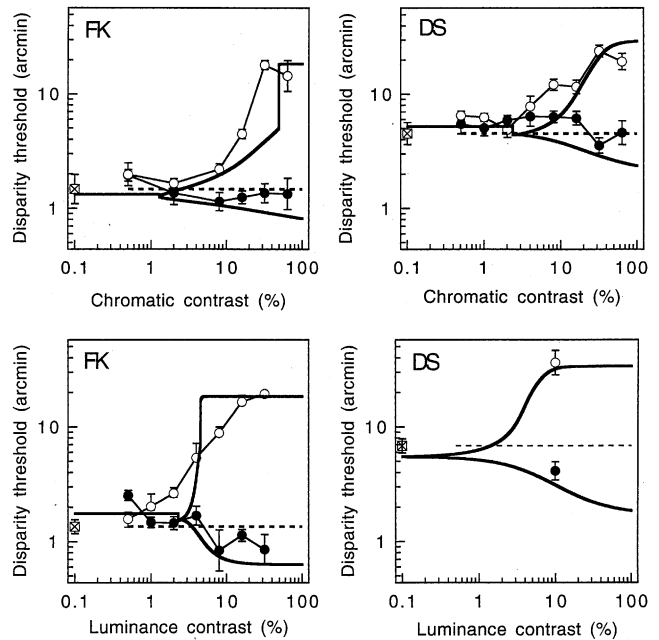 FK
Disparity threshold (arcmin)
10
1
0.1 1 10 100
Chromatic contrast (%)
DS
Disparity threshold (arcmin)
10
1
0.1 1 10 100
Chromatic contrast (%)
FK
Disparity threshold (arcmin)
10
1
0.1 1 10 100
Luminance contrast (%)
DS
Disparity threshold (arcmin)
10
1
0.1 1 10 100
Luminance contrast (%)